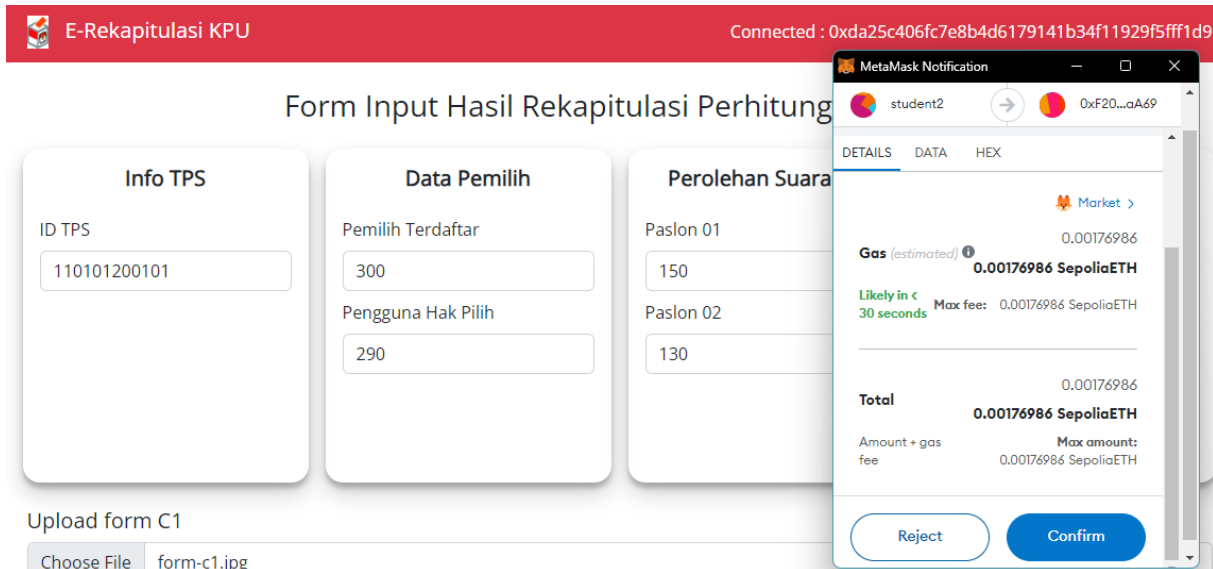 E-Rekapitulasi KPU
Connected : 0xda25c406fc7e8b4d6179141b34f11929f5fff1d9
Form Input Hasil Rekapitulasi Perhitung
Info TPS
ID TPS
110101200101
Data Pemilih
Pemilih Terdaftar
300
Pengguna Hak Pilih
290
Perolehan Suara
Paslon 01
150
Paslon 02
130
Upload form C1
Choose File form-c1.jpg
MetaMask Notification
student2
0xF20...aA69
DETAILS DATA HEX
Market >
0.00176986
Gas (estimated)
0.00176986 SepoliaETH
Likely in < 30 seconds
Max fee: 0.00176986 SepoliaETH
0.00176986
Total
0.00176986 SepoliaETH
Amount + gas fee
Max amount:
0.00176986 SepoliaETH
Reject
Confirm